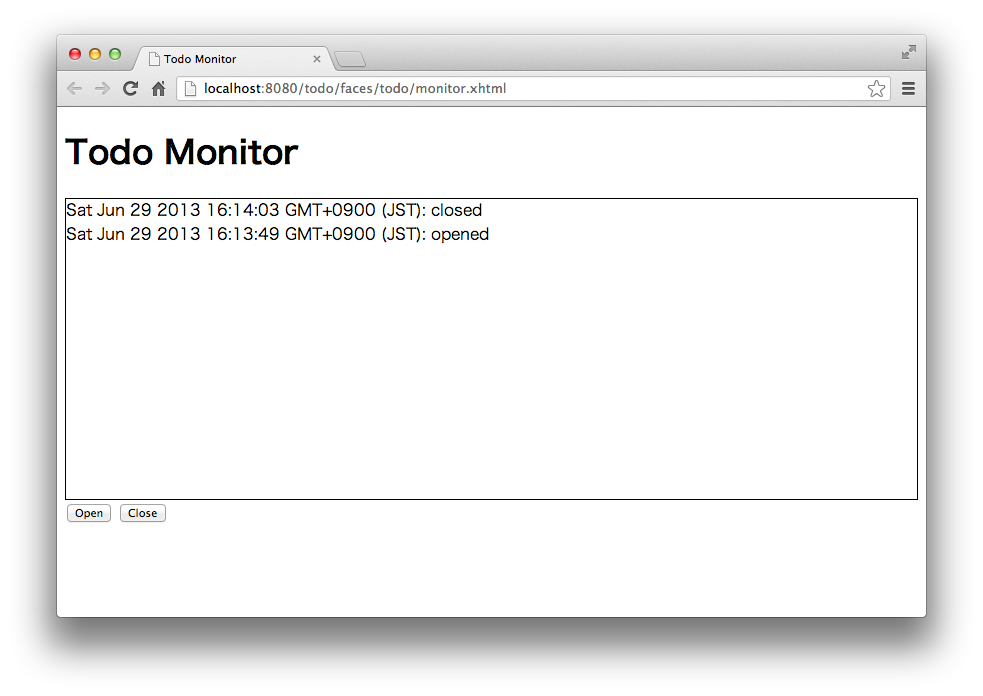 Todo Monitor
localhost:8080/todo/faces/todo/monitor.xhtml
Todo Monitor
Sat Jun 29 2013 16:14:03 GMT+0900 (JST): closed
Sat Jun 29 2013 16:13:49 GMT+0900 (JST): opened
Open Close